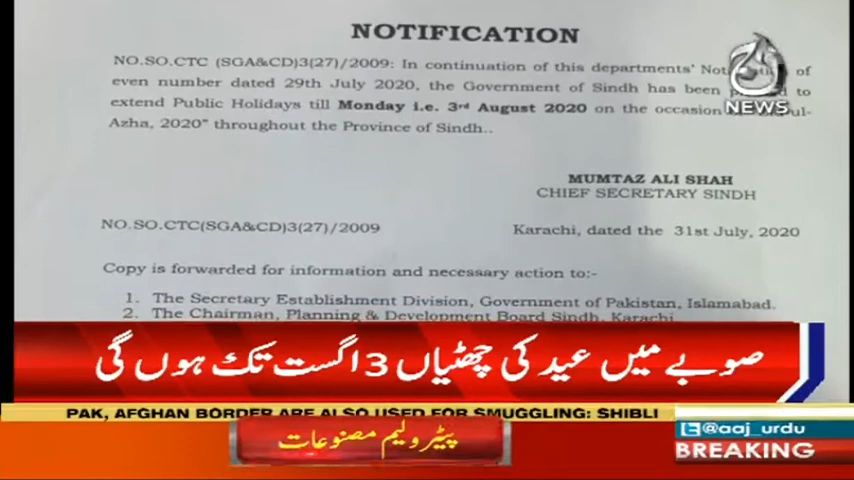 NOTIFICATION
NO.SO.CTC (SGA&CD)3(27)/2009: In continuation of this departments' of
even number dated 29th July 2020, the Government of Sindh has been to
extend Public Holidays till Monday i.e. 3rd August 2020 on the occasion
Azha, 2020" throughout the Province of Sindh..
آج
NEWS
MUMTAZ ALI SHAH
CHIEF SECRETARY SINDH
NO.SO.CTC(SGA&CD)3(27)/2009
Karachi, dated the 31st July, 2020
Copy is forwarded for information and necessary action to:-
1. The Secretary Establishment Division, Government of Pakistan, Islamabad.
2. The Chairman, Planning & Development Board Sindh, Karachi
صوبے میں عید کی چھٹیاں 3 اگست تک ہوں گی
PAK, AFGHAN BORDER ARE ALSO USED FOR SMUGGLING: SHIBLI
@aaj_urdu
پیٹرولیم مصنوعات
BREAKING